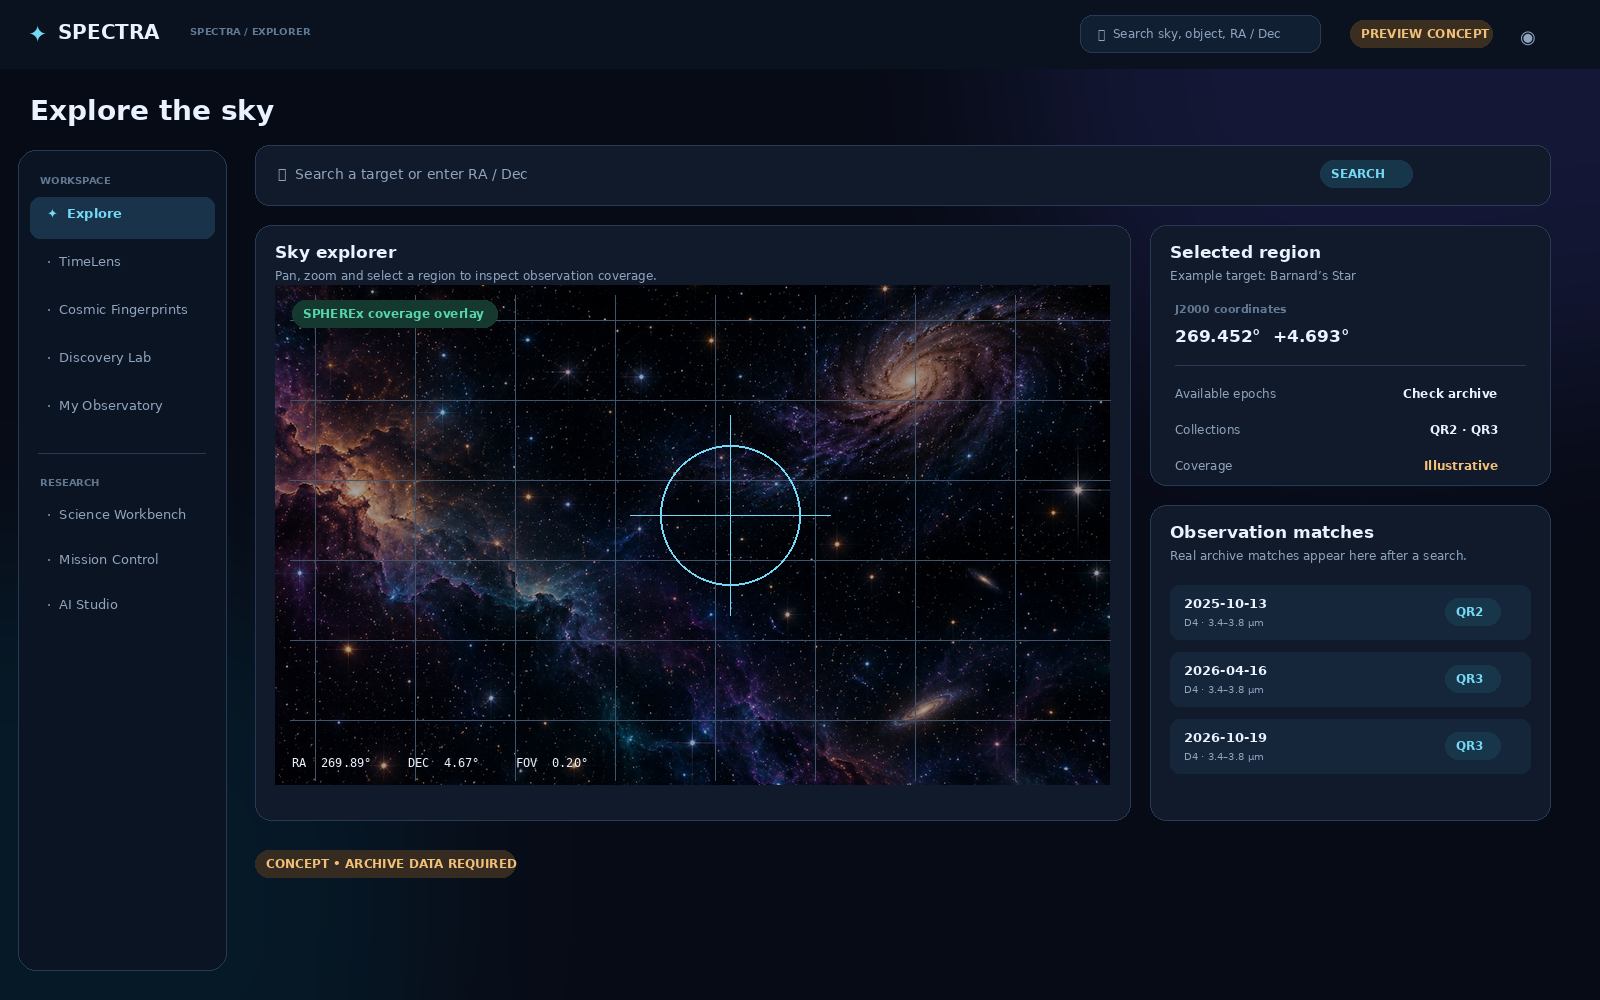 ✦ SPECTRA
SPECTRA / EXPLORER
Search sky, object, RA / Dec
PREVIEW CONCEPT
Explore the sky
WORKSPACE
✦ Explore
· TimeLens
· Cosmic Fingerprints
· Discovery Lab
· My Observatory
RESEARCH
· Science Workbench
· Mission Control
· AI Studio
Search a target or enter RA / Dec
SEARCH
Sky explorer
Pan, zoom and select a region to inspect observation coverage.
SPHEREx coverage overlay
RA 269.89° DEC 4.67° FOV 0.20°
Selected region
Example target: Barnard’s Star
J2000 coordinates
269.452° +4.693°
Available epochs Check archive
Collections QR2 · QR3
Coverage Illustrative
Observation matches
Real archive matches appear here after a search.
2025-10-13
D4 · 3.4–3.8 μm
QR2
2026-04-16
D4 · 3.4–3.8 μm
QR3
2026-10-19
D4 · 3.4–3.8 μm
QR3
CONCEPT • ARCHIVE DATA REQUIRED